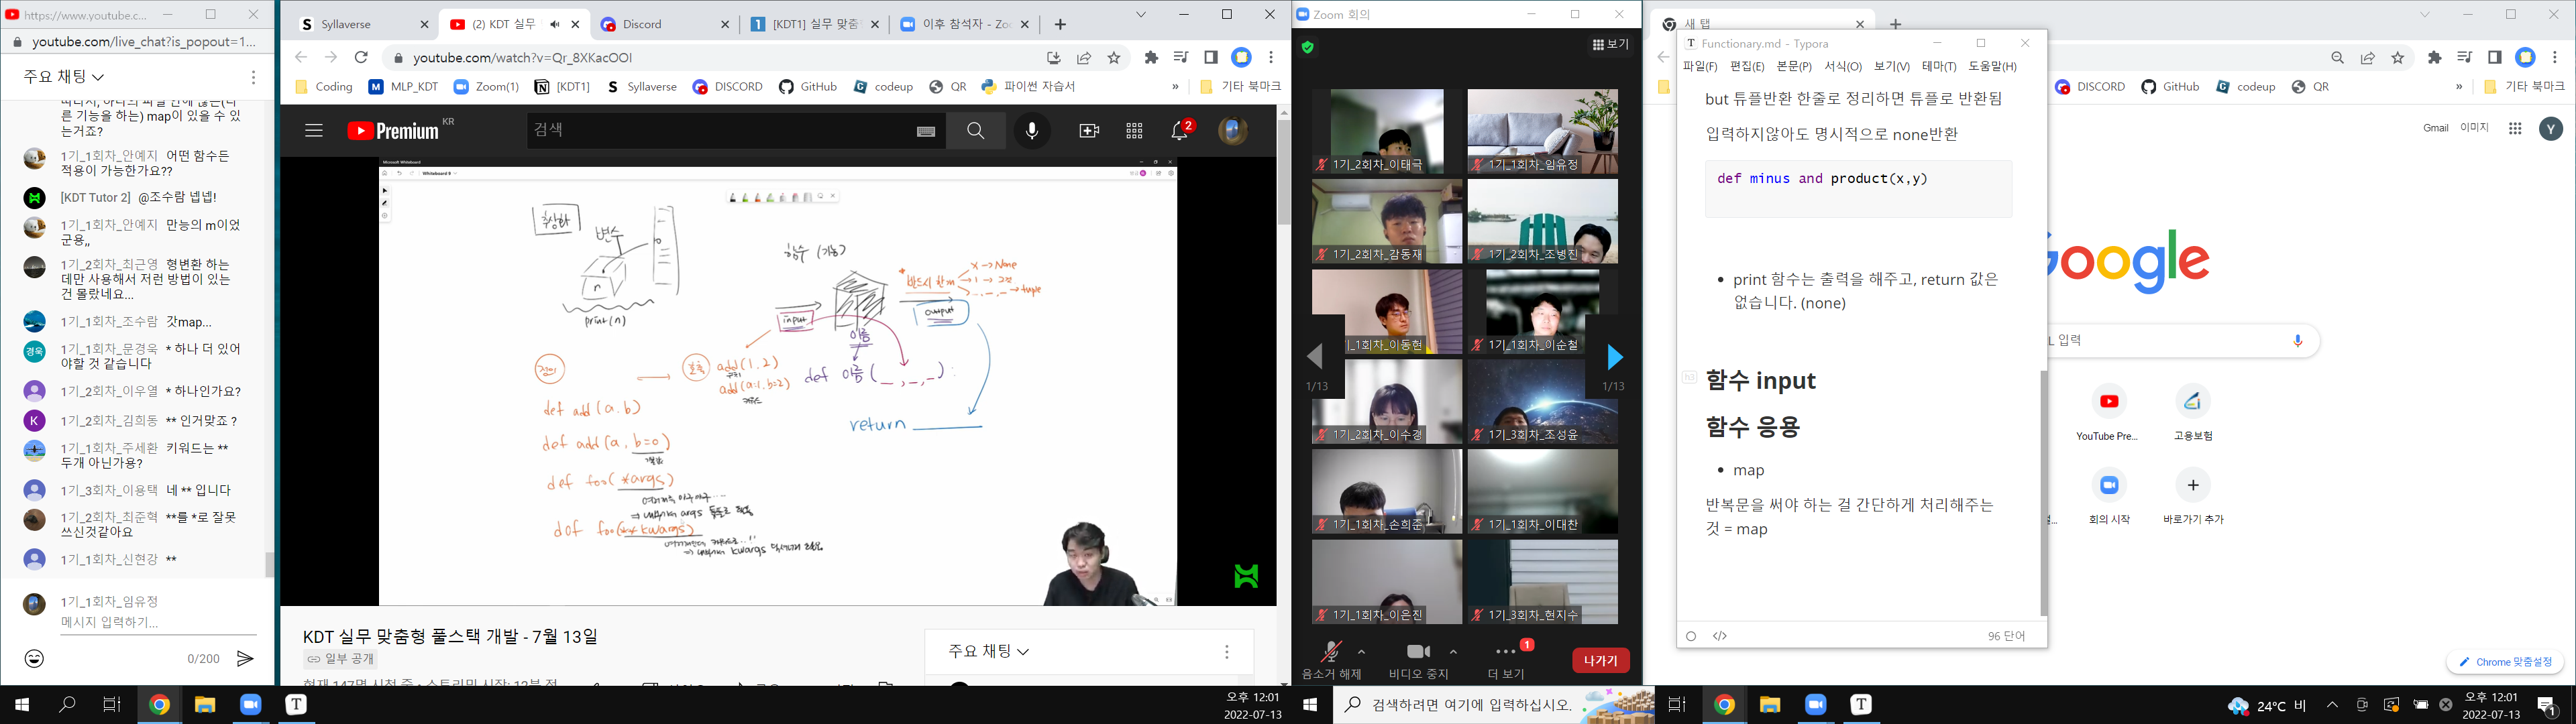 https://www.youtube.c...
youtube.com/live_chat?is_popout=1...
주요 채팅
른 기능을 하는) map이 있을 수 있
는거죠?
1기_1회차_안예지 어떤 함수든
적용이 가능한가요??
[KDT Tutor 2] @조수람 넵넵!
1기_1회차_안예지 만능의 m이었
군용,,
1기_2회차_최근영 형변환 하는
데만 사용해서 저런 방법이 있는
건 몰랐네요...
1기_1회차_조수람 갓map...
경욱
1기_1회차_문경욱 * 하나 더 있어
야할 것 같습니다
1기_2회차_이우열 * 하나인가요?
K
1기_2회차_김희동 ** 인거맞죠 ?
1기_1회차_주세환 키워드는 **
두개 아닌가용?
1기_3회차_이용택 네 ** 입니다
1기_2회차_최준혁 **를 *로 잘못
쓰신것같아요
1기_1회차_신현강 **
1기_1회차_임유정
메시지 입력하기...
0/200
Syllaverse
(2) KDT 실무
Discord
[KDT1] 실무 맞춤
이후 참석자 - Zo
youtube.com/watch?v=Qr_8XKacOOI
Coding
MLP_KDT
Zoom(1)
[KDT1]
Syllaverse
DISCORD
GitHub
codeup
QR
파이썬 자습서
»
기타 북마크
Premium KR
검색
2
Microsoft Whiteboard
Whiteboard 9
추상화
변수
n
print(n)
함수 (기능)
* 반드시 한개
x → None
1 → 그것
-, -, - → tuple
input
output
이름
정의
호출
add(1, 2)
add(a=1, b=2)
키워드
def 이름 ( _, _, _ ) :
return
def add(a, b)
def add(a, b=0)
기본값
def foo(*args)
def foo(**kwargs)
KDT 실무 맞춤형 풀스택 개발 - 7월 13일
일부 공개
주요 채팅
오후 12:01
2022-07-13
Zoom 회의
보기
1기_2회차_이태극
1기_1회차_임유정
1기_2회차_감동재
1기_2회차_조병진
기_1회차_이동현
1기_1회차_이순철
1/13
1/13
1기_2회차_이수경
1기_3회차_조성윤
1기_1회차_손희준
1기_1회차_이대찬
1기_1회차_이은진
1기_3회차_현지수
음소거 해제
비디오 중지
1
더 보기
나가기
검색하려면 여기에 입력하십시오.
새 탭
Functionary.md - Typora
파일(F) 편집(E) 본문(P) 서식(O) 보기(V) 테마(T) 도움말(H)
but 튜플반환 한줄로 정리하면 튜플로 반환됨
입력하지않아도 명시적으로 none반환
def minus and product(x,y)
print 함수는 출력을 해주고, return 값은
없습니다. (none)
h3
함수 input
함수 응용
map
반복문을 써야 하는 걸 간단하게 처리해주는
것 = map
96 단어
DISCORD
GitHub
codeup
QR
»
기타 북마크
Gmail
이미지
Y
Google
L 입력
YouTube Pre...
고용보험
회의 시작
바로가기 추가
Chrome 맞춤설정
24°C 비
오후 12:01
2022-07-13
1